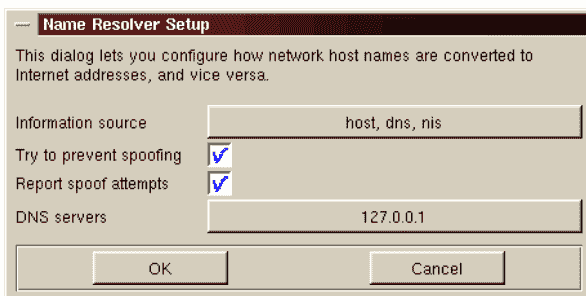 Name Resolver Setup
This dialog lets you configure how network host names are converted to
Internet addresses, and vice versa.
Information source host, dns, nis
Try to prevent spoofing
Report spoof attempts
DNS servers 127.0.0.1
OK Cancel